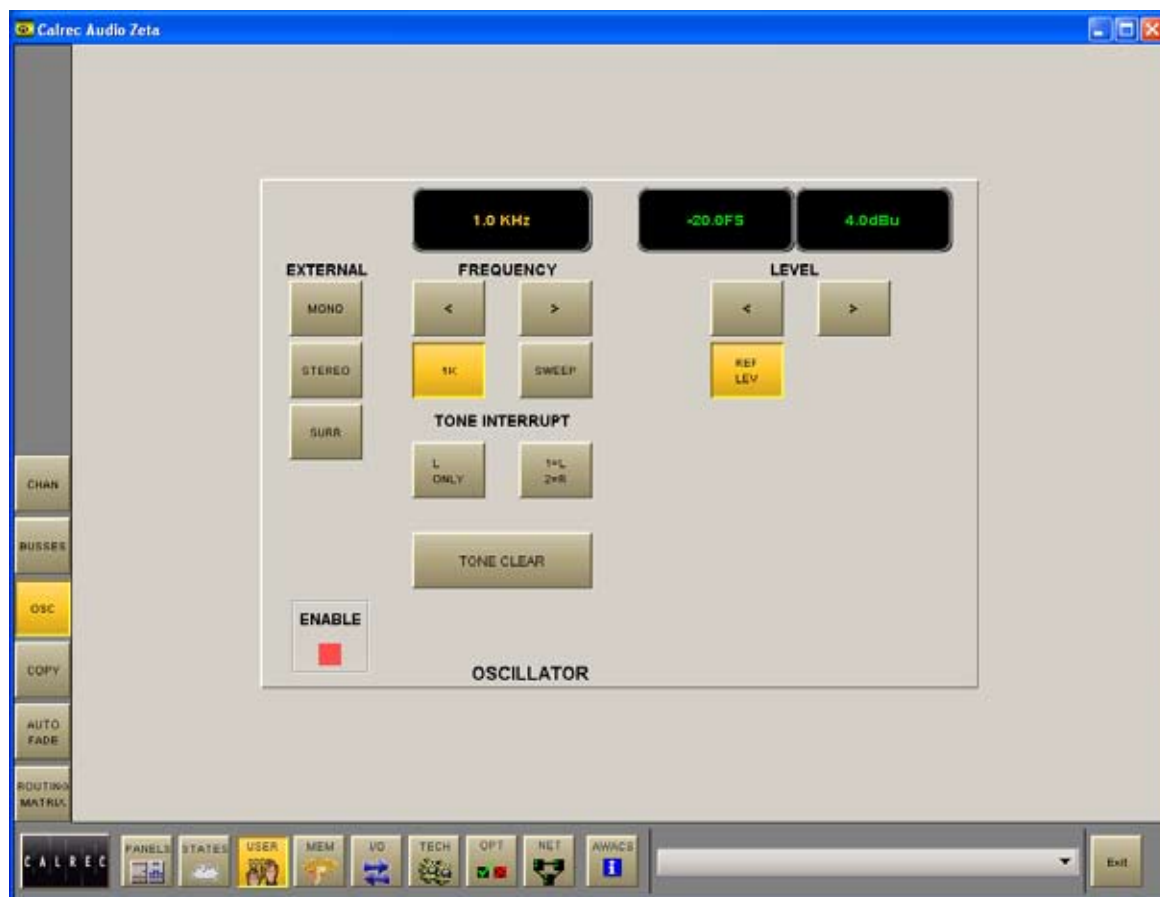 Calrec Audio Zeta
1.0 KHz
-20.0FS
4.0dBu
EXTERNAL
FREQUENCY
LEVEL
MONO
<
>
<
>
STEREO
1K
SWEEP
REF
LEV
SURR
TONE INTERRUPT
L
ONLY
1=L
2=R
TONE CLEAR
ENABLE
OSCILLATOR
CHAN
BUSSES
OSC
COPY
AUTO
FADE
ROUTING
MATRIX
CALREC
PANELS
STATES
USER
MEM
I/O
TECH
OPT
NET
AWACS
i
Exit